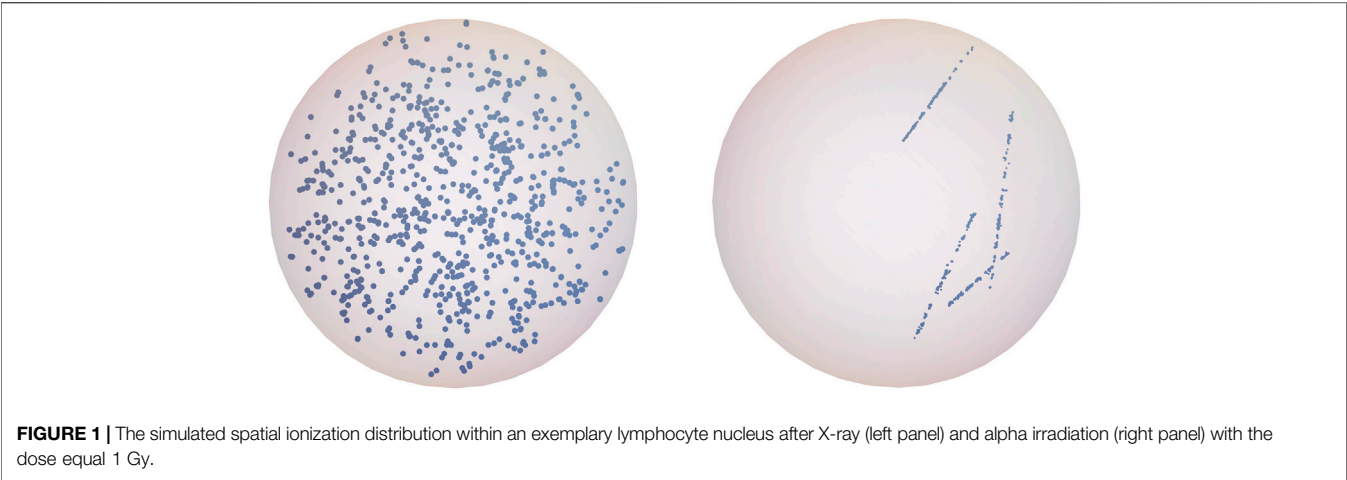 FIGURE 1 | The simulated spatial ionization distribution within an exemplary lymphocyte nucleus after X-ray (left panel) and alpha irradiation (right panel) with the
dose equal 1 Gy.